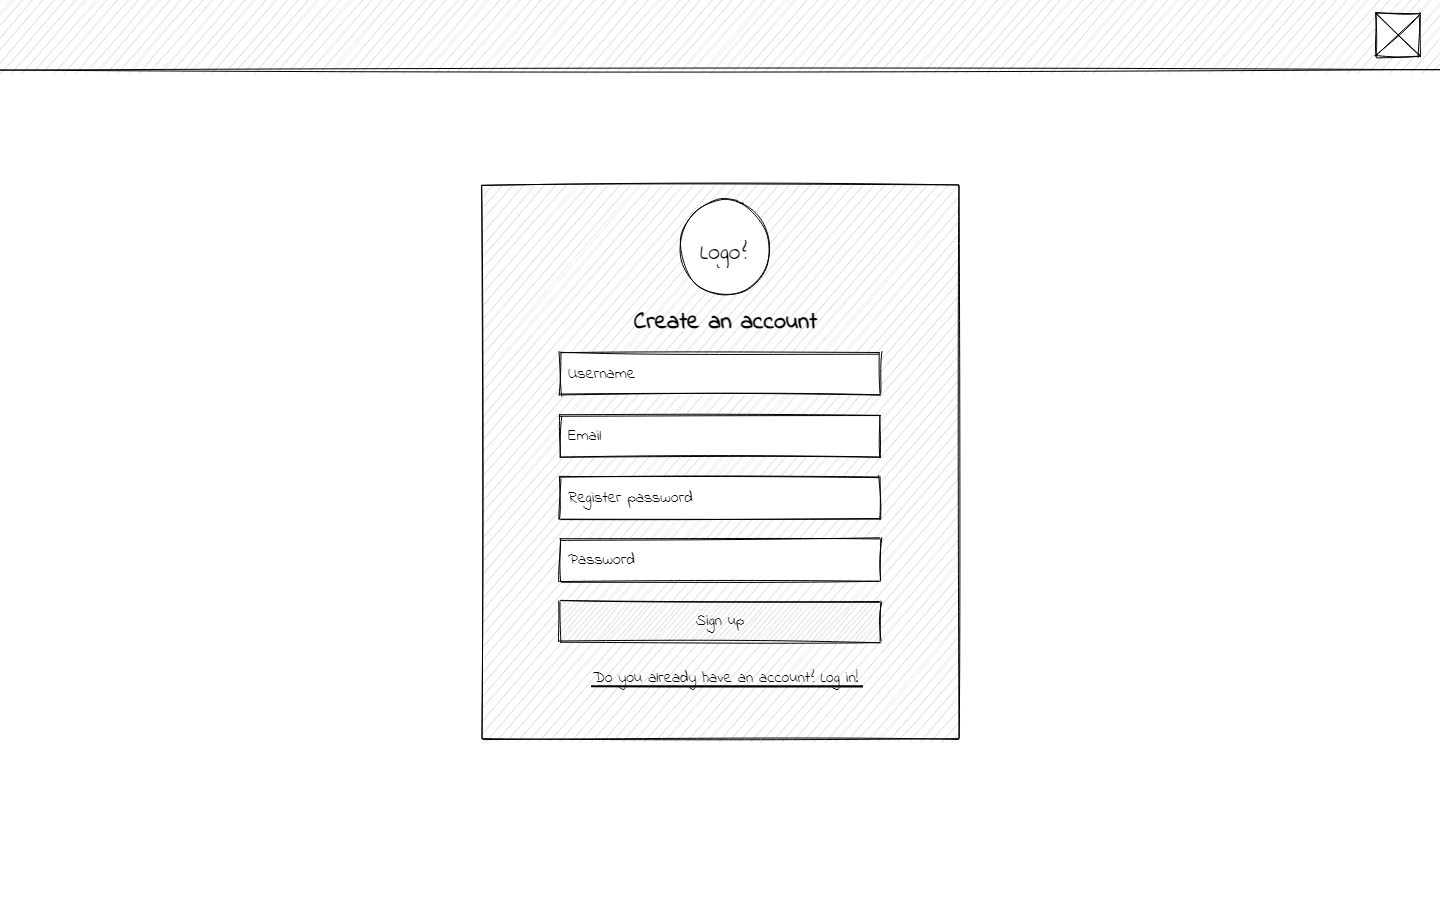 Logo?
Create an account
Username
Email
Register password
Password
Sign up
Do you already have an account? Log in!